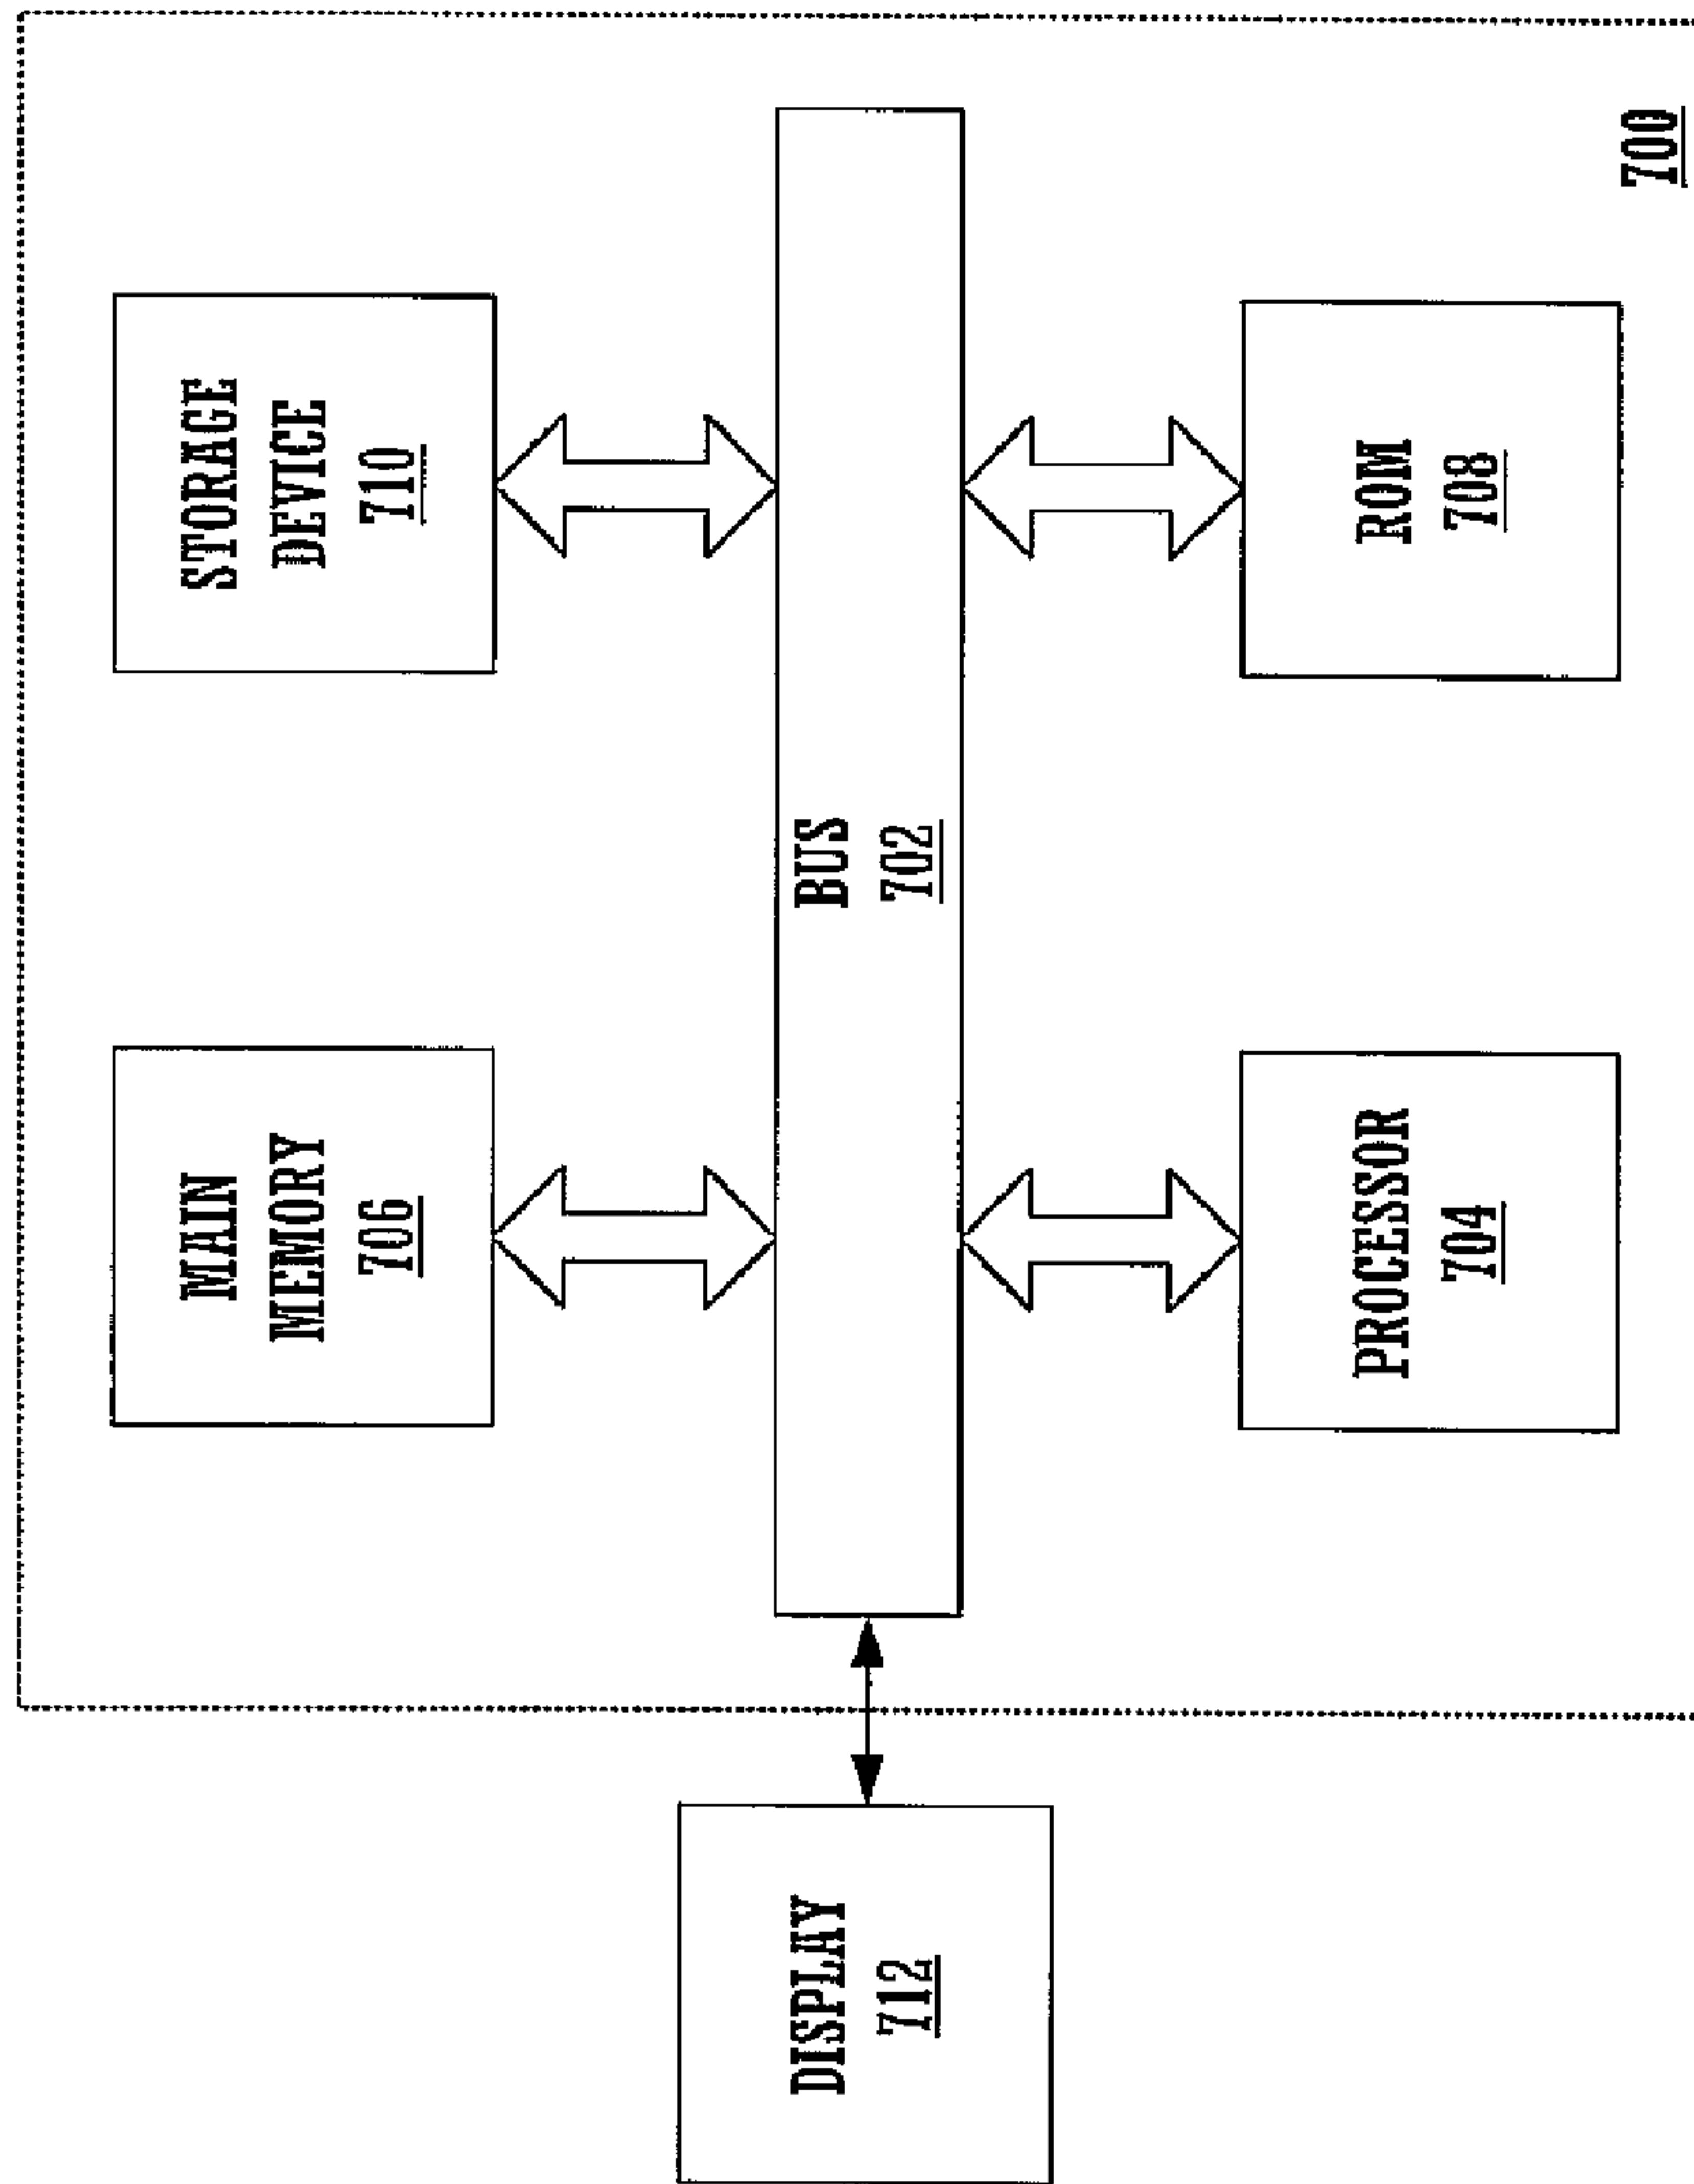 MAIN
MEMORY
706
STORAGE
DEVICE
710
DISPLAY
712
BUS
702
PROCESSOR
704
ROM
708
700